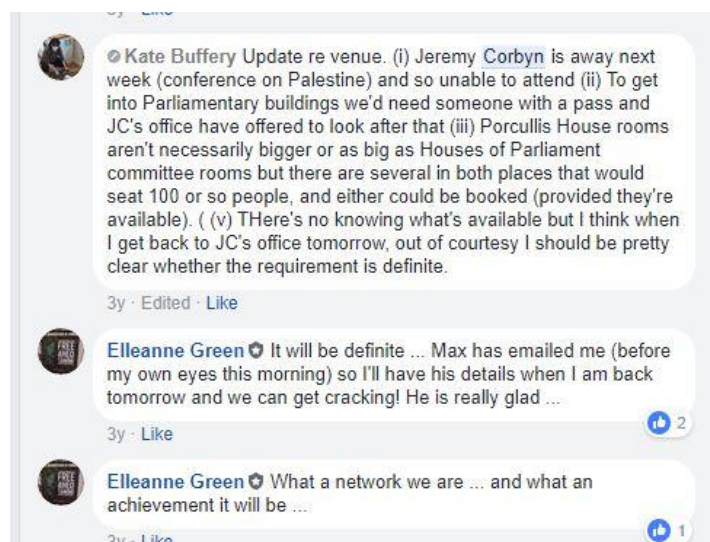 3y · Like
Kate Buffery Update re venue. (i) Jeremy Corbyn is away next
week (conference on Palestine) and so unable to attend (ii) To get
into Parliamentary buildings we'd need someone with a pass and
JC's office have offered to look after that (iii) Porcullis House rooms
aren't necessarily bigger or as big as Houses of Parliament
committee rooms but there are several in both places that would
seat 100 or so people, and either could be booked (provided they're
available). ( (v) THere's no knowing what's available but I think when
I get back to JC's office tomorrow, out of courtesy I should be pretty
clear whether the requirement is definite.
3y · Edited · Like
Elleanne Green It will be definite ... Max has emailed me (before
my own eyes this morning) so I'll have his details when I am back
tomorrow and we can get cracking! He is really glad ...
2
3y · Like
Elleanne Green What a network we are ... and what an
achievement it will be ...
1
3y · Like